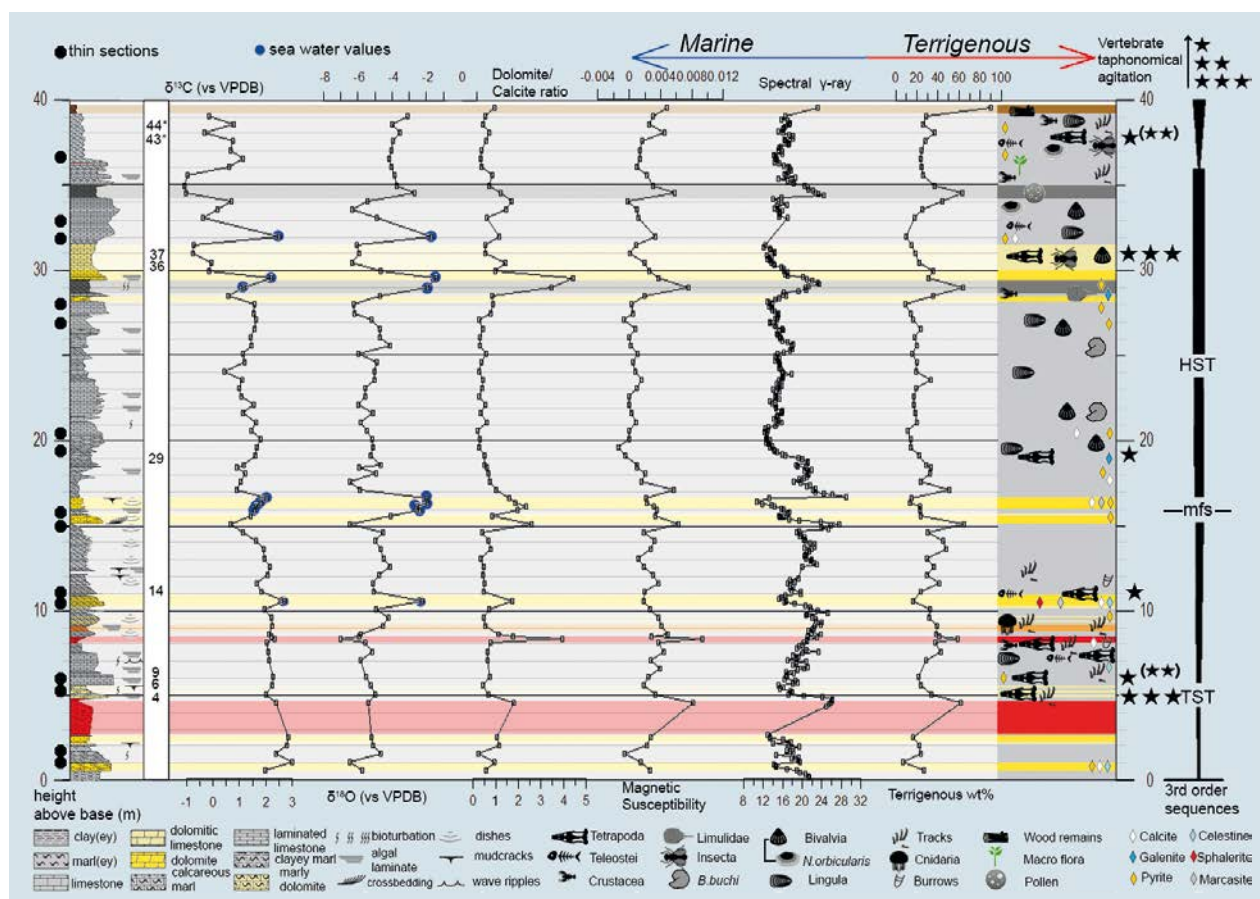 thin sections
sea water values
Marine
Terrigenous
Vertebrate taphonomical agitation
δ¹³C (vs VPDB)
-8 -6 -4 -2 0
Dolomite/ Calcite ratio
-0.004 0 0.004 0.008 0.012
Spectral γ-ray
0 20 40 60 80 100
40
30
20
10
0
44*
43*
37
36
29
14
9
6
4
40
30
20
10
0
(★★)
★★★
★
★
★(★★)
★★★
HST
mfs
TST
3rd order sequences
-1 0 1 2 3
δ¹⁸O (vs VPDB)
0 1 2 3 4 5
Magnetic Susceptibility
8 12 16 20 24 28 32
Terrigenous wt%
height above base (m)
clay(ey)
marl(ey)
limestone
dolomitic limestone
dolomite
calcareous marl
laminated limestone
clayey marl
marly dolomite
bioturbation
algal laminate
crossbedding
dishes
mudcracks
wave ripples
Tetrapoda
Teleostei
Crustacea
Limulidae
Insecta
B.buchi
Bivalvia
N.orbicularis
Lingula
Tracks
Cnidaria
Burrows
Wood remains
Macro flora
Pollen
Calcite
Galenite
Pyrite
Celestine
Sphalerite
Marcasite